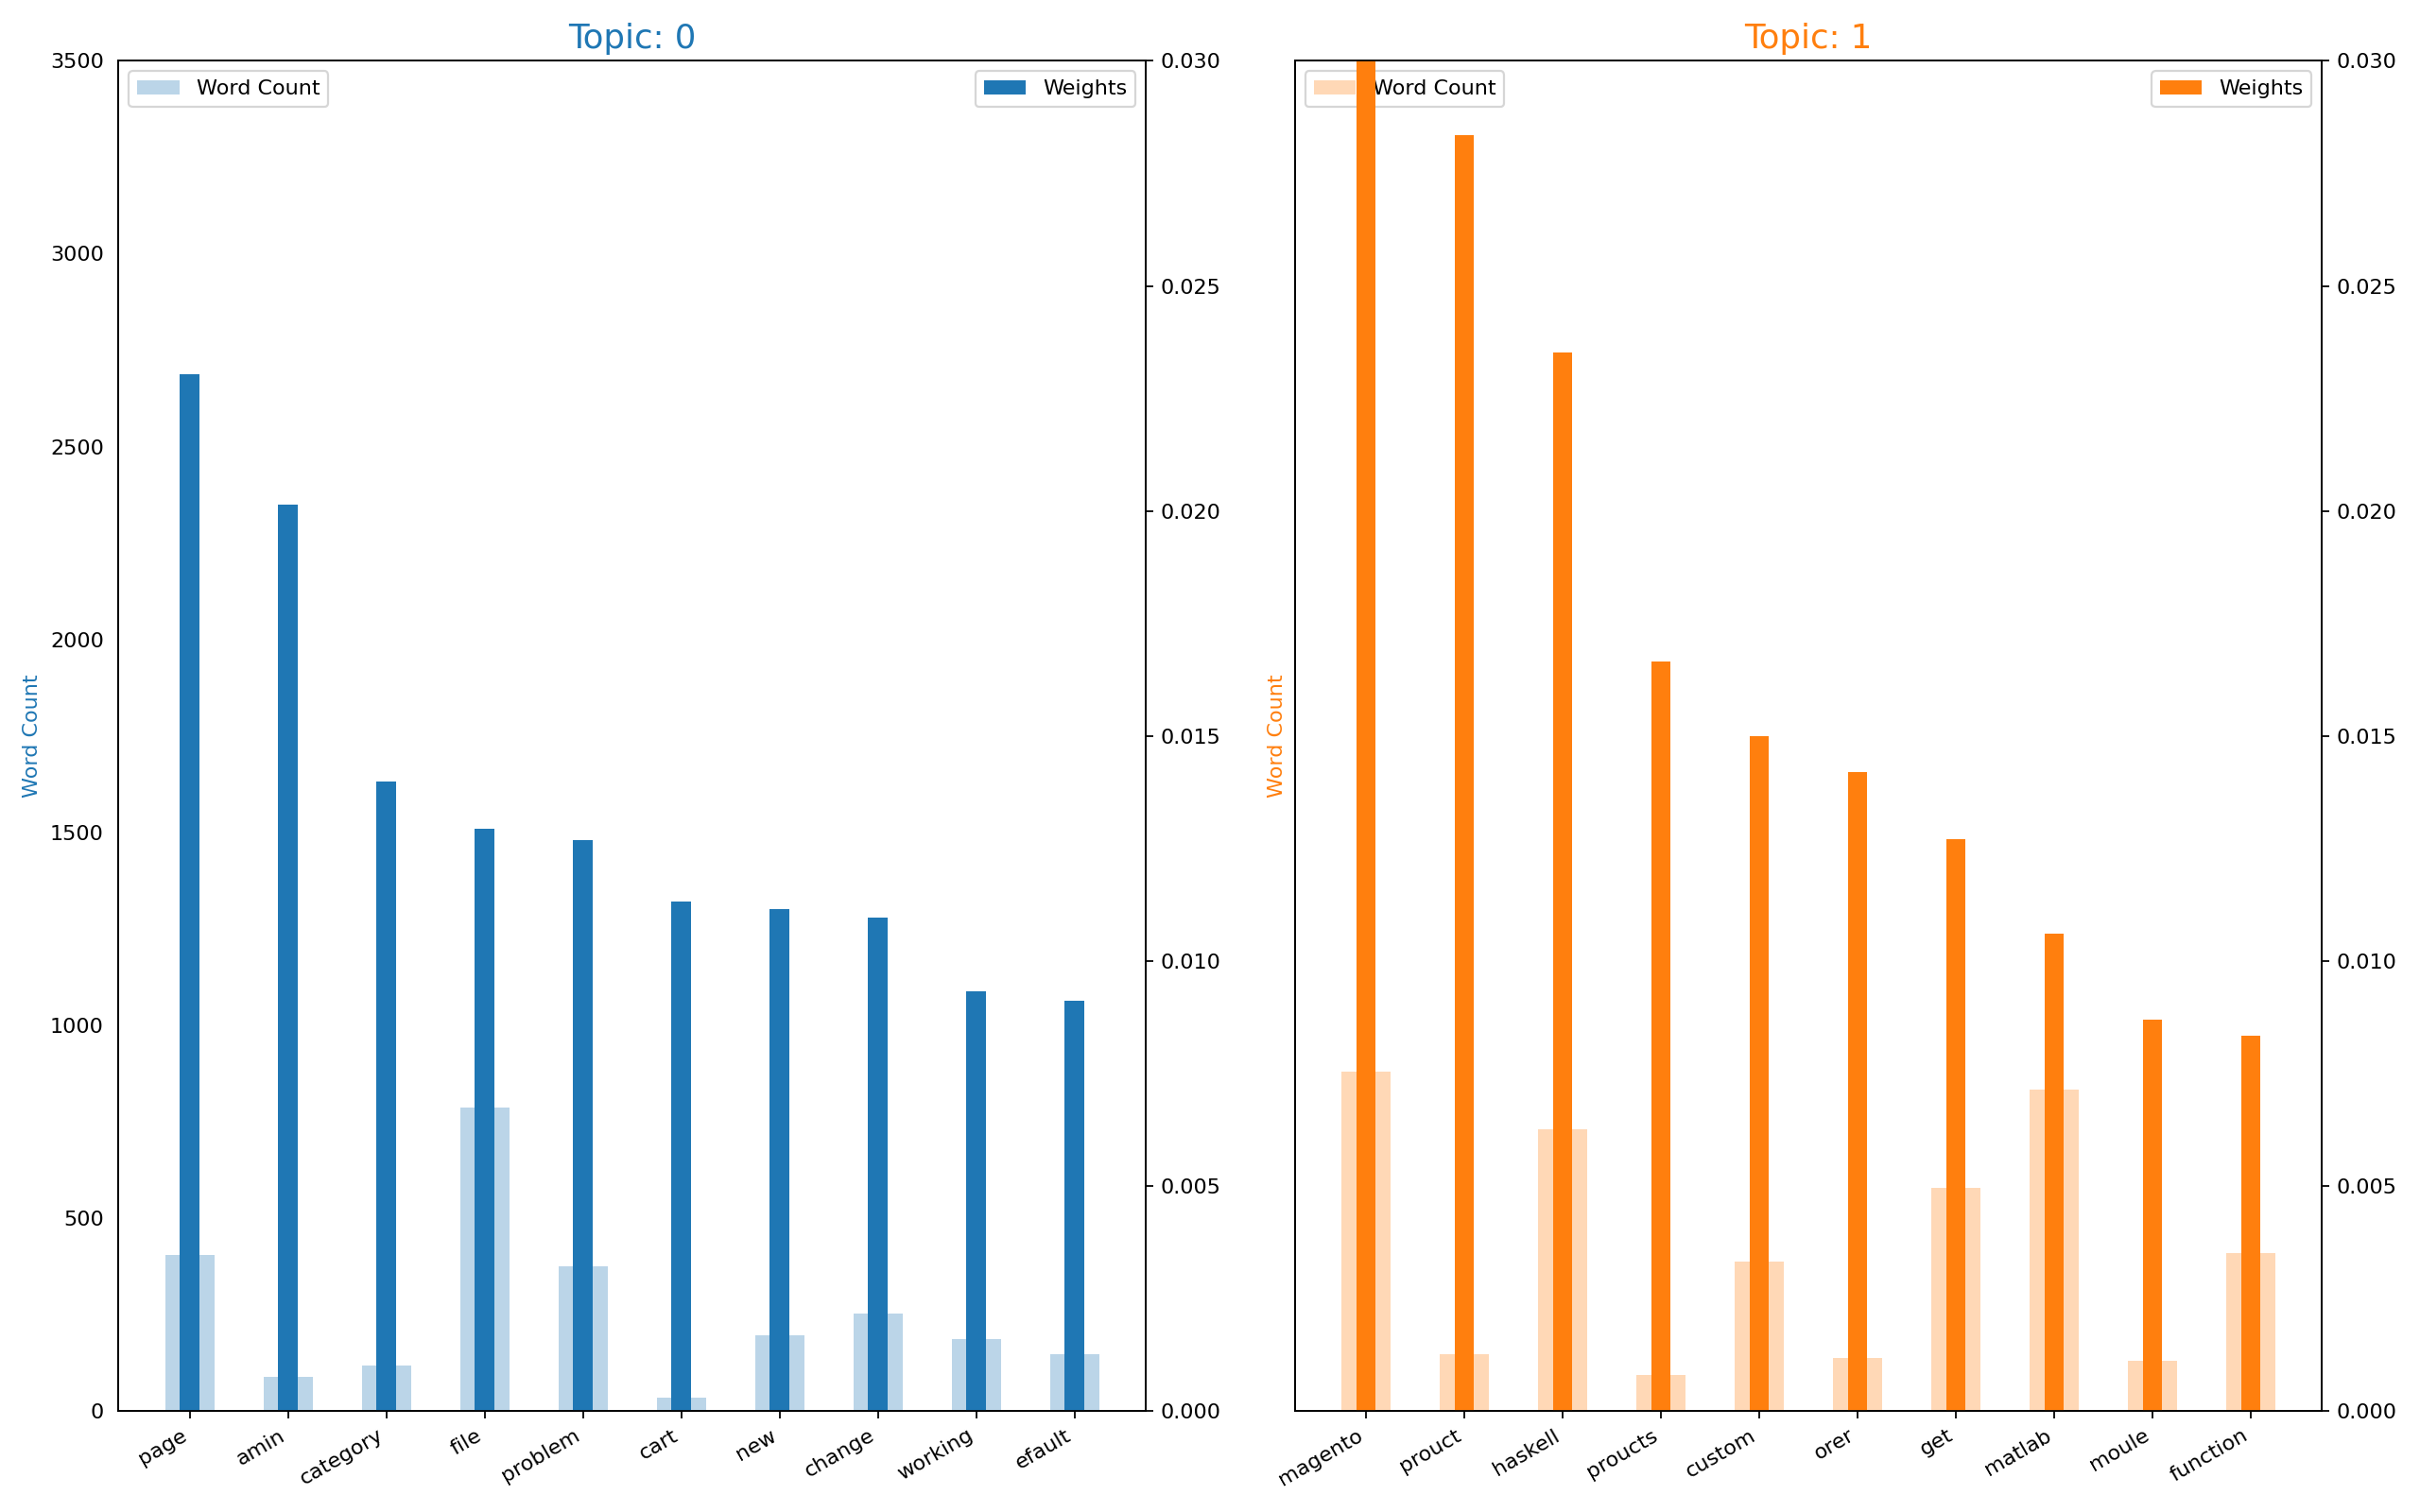 Topic: 0
Word Count
Weights
3500
3000
2500
2000
1500
1000
500
0
Word Count
0.030
0.025
0.020
0.015
0.010
0.005
0.000
page
amin
category
file
problem
cart
new
change
working
efault
Topic: 1
Word Count
Weights
Word Count
0.030
0.025
0.020
0.015
0.010
0.005
0.000
magento
prouct
haskell
proucts
custom
orer
get
matlab
moule
function